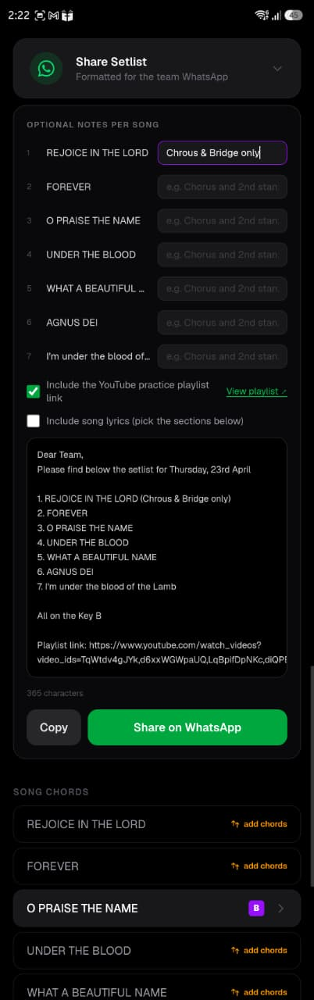 2:22
45
Share Setlist
Formatted for the team WhatsApp
OPTIONAL NOTES PER SONG
1 REJOICE IN THE LORD Chrous & Bridge only
2 FOREVER e.g. Chorus and 2nd stan
3 O PRAISE THE NAME e.g. Chorus and 2nd stan
4 UNDER THE BLOOD e.g. Chorus and 2nd stan
5 WHAT A BEAUTIFUL ... e.g. Chorus and 2nd stan
6 AGNUS DEI e.g. Chorus and 2nd stan
7 I'm under the blood of... e.g. Chorus and 2nd stan
Include the YouTube practice playlist
link
View playlist ↗
Include song lyrics (pick the sections below)
Dear Team,
Please find below the setlist for Thursday, 23rd April
1. REJOICE IN THE LORD (Chrous & Bridge only)
2. FOREVER
3. O PRAISE THE NAME
4. UNDER THE BLOOD
5. WHAT A BEAUTIFUL NAME
6. AGNUS DEI
7. I'm under the blood of the Lamb
All on the Key B
Playlist link: https://www.youtube.com/watch_videos?
video_ids=TqWtdv4gJYk,d6xxWGWpaUQ,LqBpifDpNKc,diQPE
365 characters
Copy Share on WhatsApp
SONG CHORDS
REJOICE IN THE LORD add chords
FOREVER add chords
O PRAISE THE NAME B
UNDER THE BLOOD add chords
WHAT A BEAUTIFUL NAME add chords